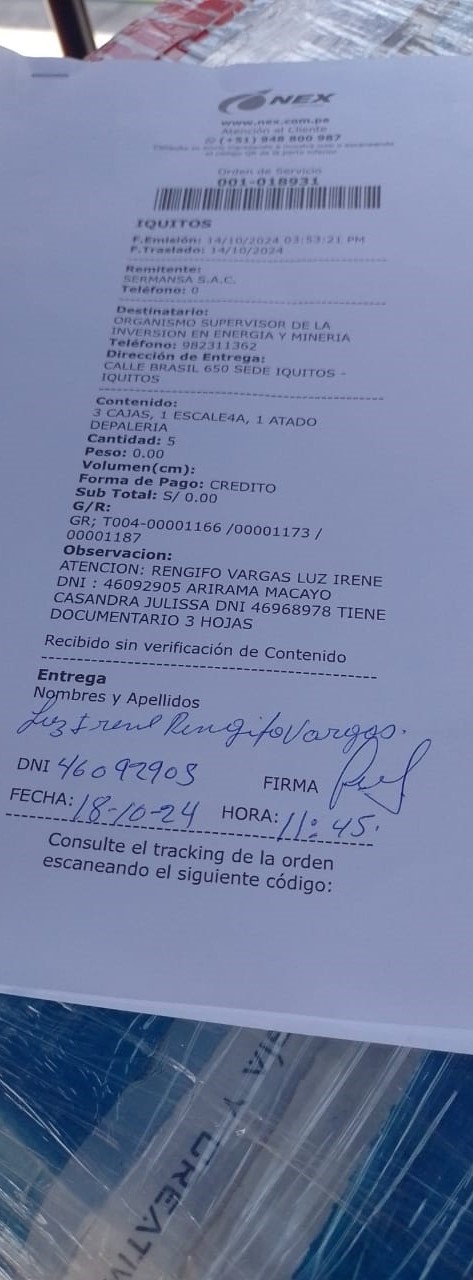 NEX
www.nex.com.pe
Atención al Cliente
(+51) 948 800 987
Orden de Servicio
001-018931
IQUITOS
F.Emisión: 14/10/2024 03:53:21 PM
F.Traslado: 14/10/2024
Remitente:
SERMANSA S.A.C.
Teléfono: 0
Destinatario:
ORGANISMO SUPERVISOR DE LA
INVERSION EN ENERGIA Y MINERIA
Teléfono: 982311362
Dirección de Entrega:
CALLE BRASIL 650 SEDE IQUITOS -
IQUITOS
Contenido:
3 CAJAS, 1 ESCALE4A, 1 ATADO
DEPALERIA
Cantidad: 5
Peso: 0.00
Volumen(cm):
Forma de Pago: CREDITO
Sub Total: S/ 0.00
G/R:
GR; T004-00001166 /00001173 /
00001187
Observacion:
ATENCION: RENGIFO VARGAS LUZ IRENE
DNI : 46092905 ARIRAMA MACAYO
CASANDRA JULISSA DNI 46968978 TIENE
DOCUMENTARIO 3 HOJAS
Recibido sin verificación de Contenido
Entrega
Nombres y Apellidos
Luz Irene Rengifo Vargas.
DNI 46092905 FIRMA
FECHA: 18-10-24 HORA: 11:45.
Consulte el tracking de la orden
escaneando el siguiente código:
ÍA Y CREATIV